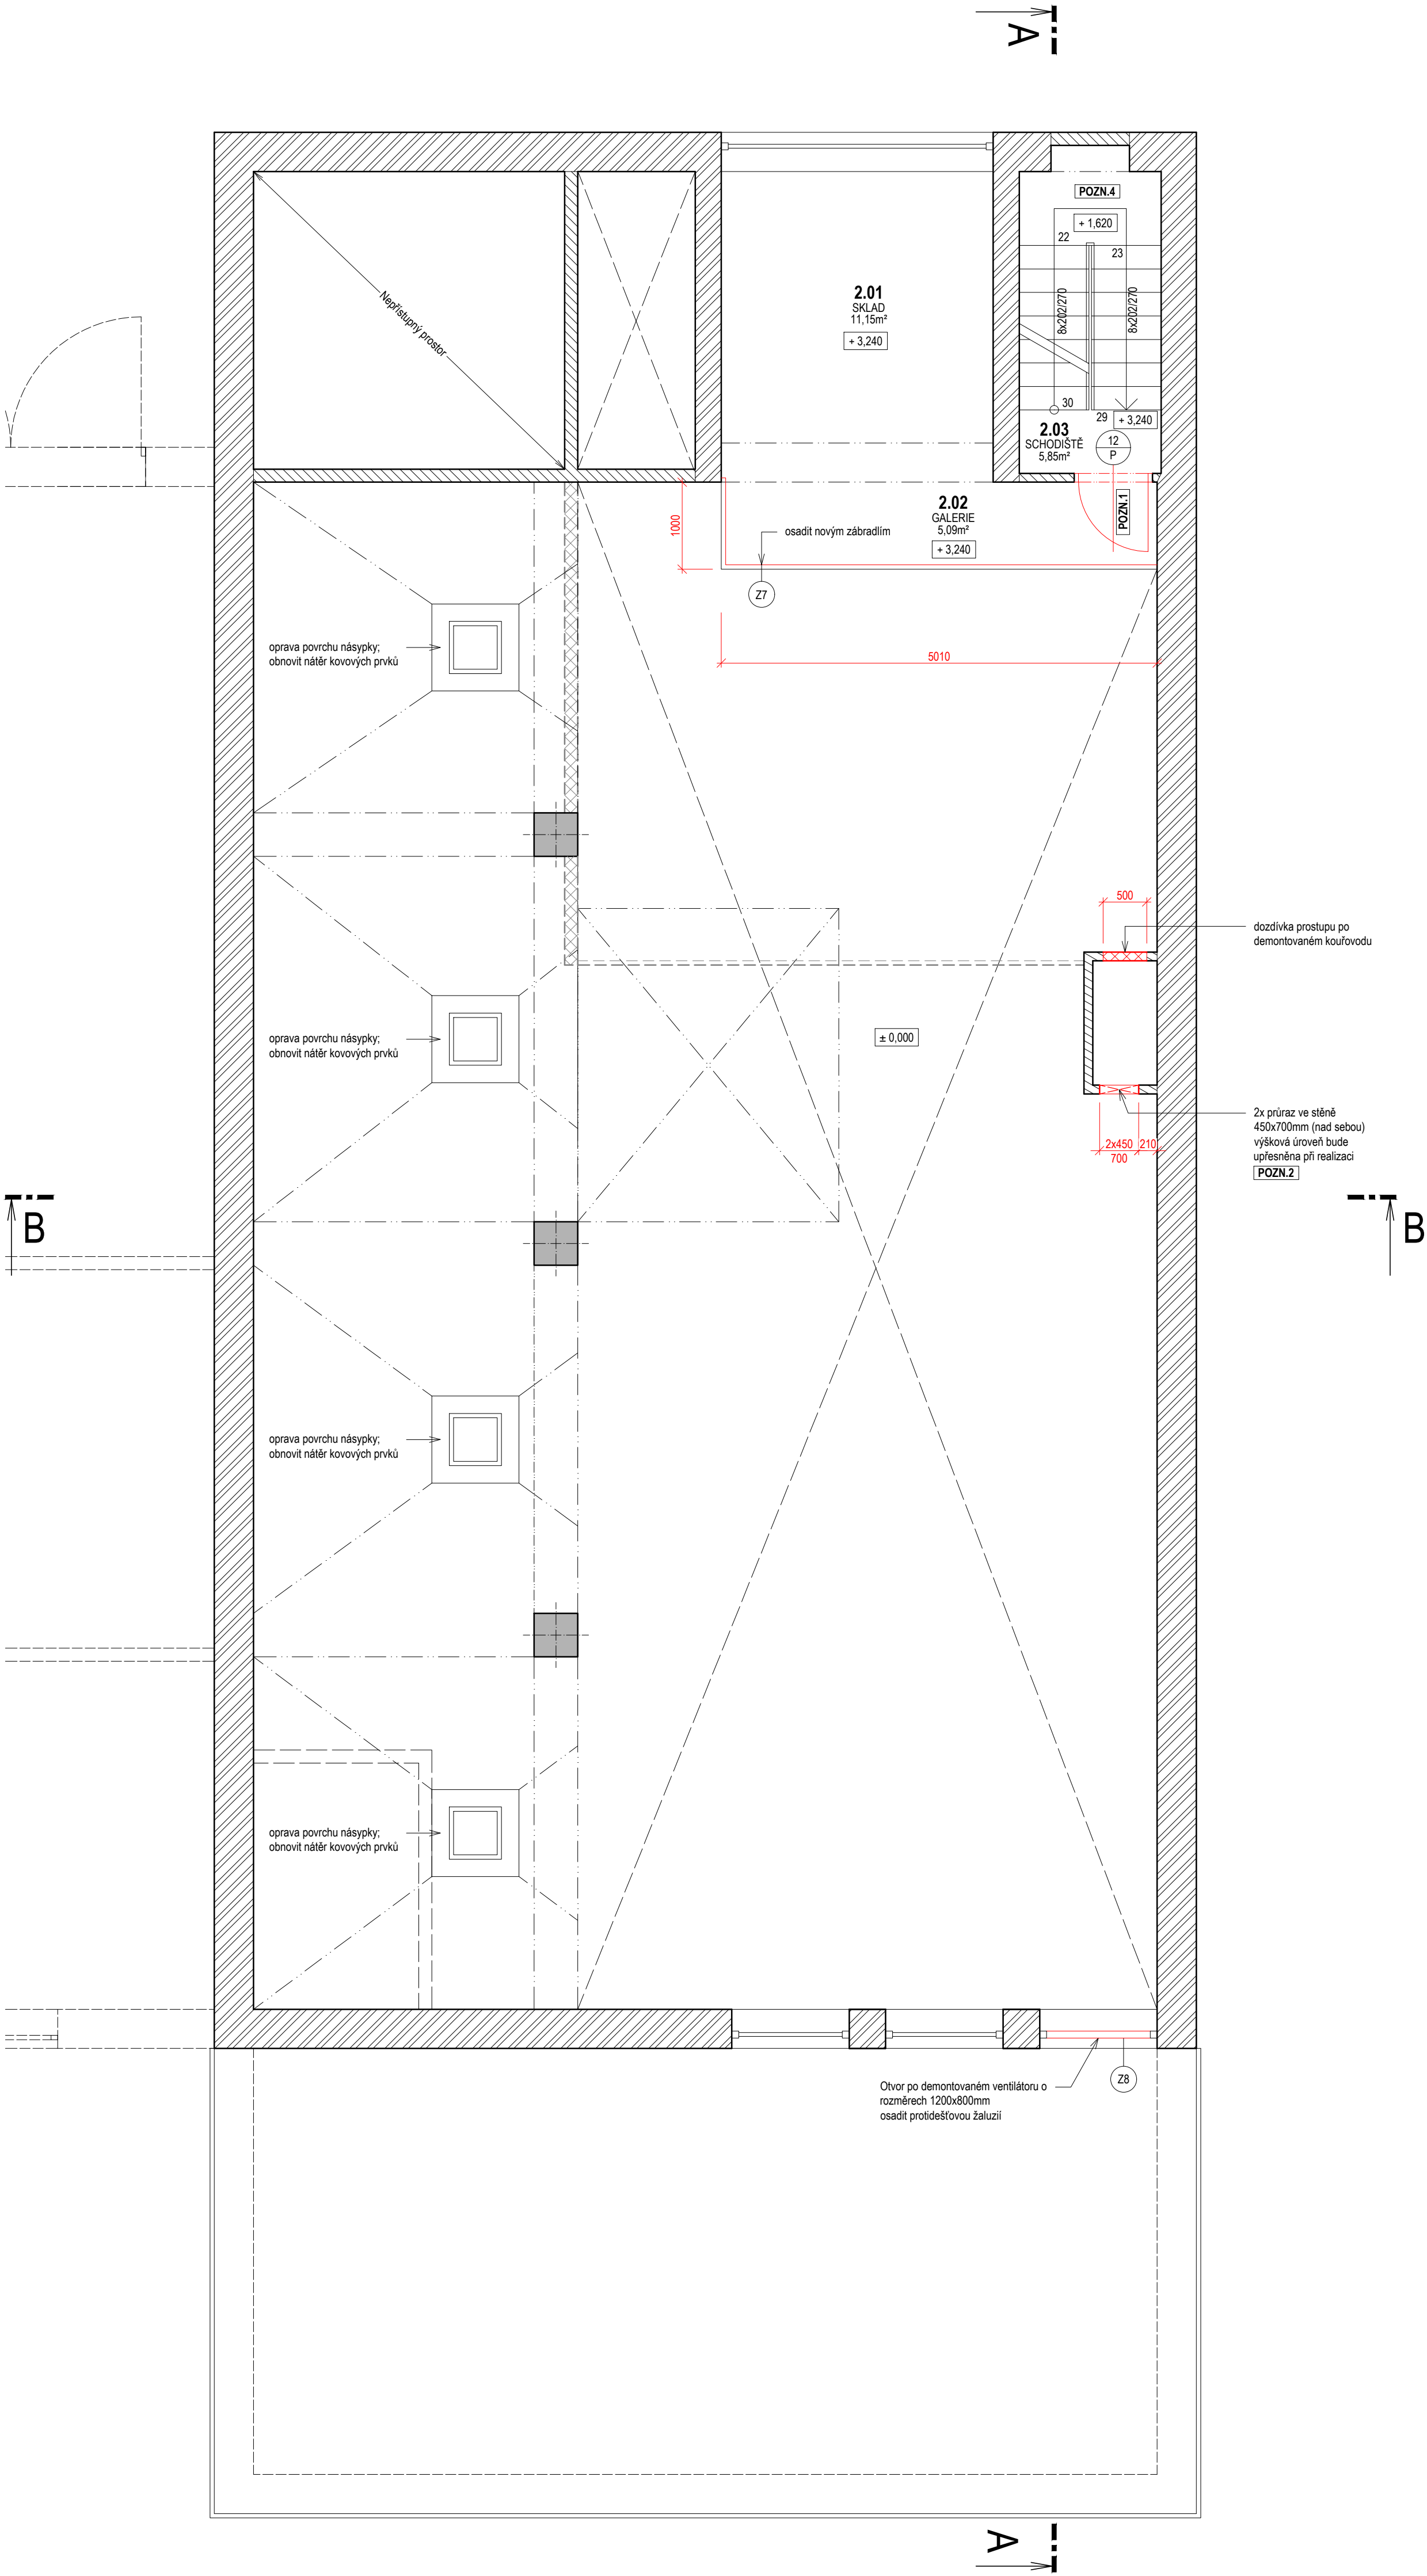 A
POZN.4
+ 1,620
22
23
8x202/270
8x202/270
30
29
+ 3,240
2.03
SCHODIŠTĚ
5,85m²
12
P
POZN.1
2.01
SKLAD
11,15m²
+ 3,240
Nepřístupný prostor
2.02
GALERIE
5,09m²
+ 3,240
1000
osadit novým zábradlím
Z7
5010
oprava povrchu násypky;
obnovit nátěr kovových prvků
500
dozdívka prostupu po
demontovaném kouřovodu
oprava povrchu násypky;
obnovit nátěr kovových prvků
± 0,000
2x průraz ve stěně
450x700mm (nad sebou)
výšková úroveň bude
upřesněna při realizaci
POZN.2
2x450
210
700
B
B
oprava povrchu násypky;
obnovit nátěr kovových prvků
oprava povrchu násypky;
obnovit nátěr kovových prvků
Otvor po demontovaném ventilátoru o
rozměrech 1200x800mm
osadit protidešťovou žaluzií
Z8
A